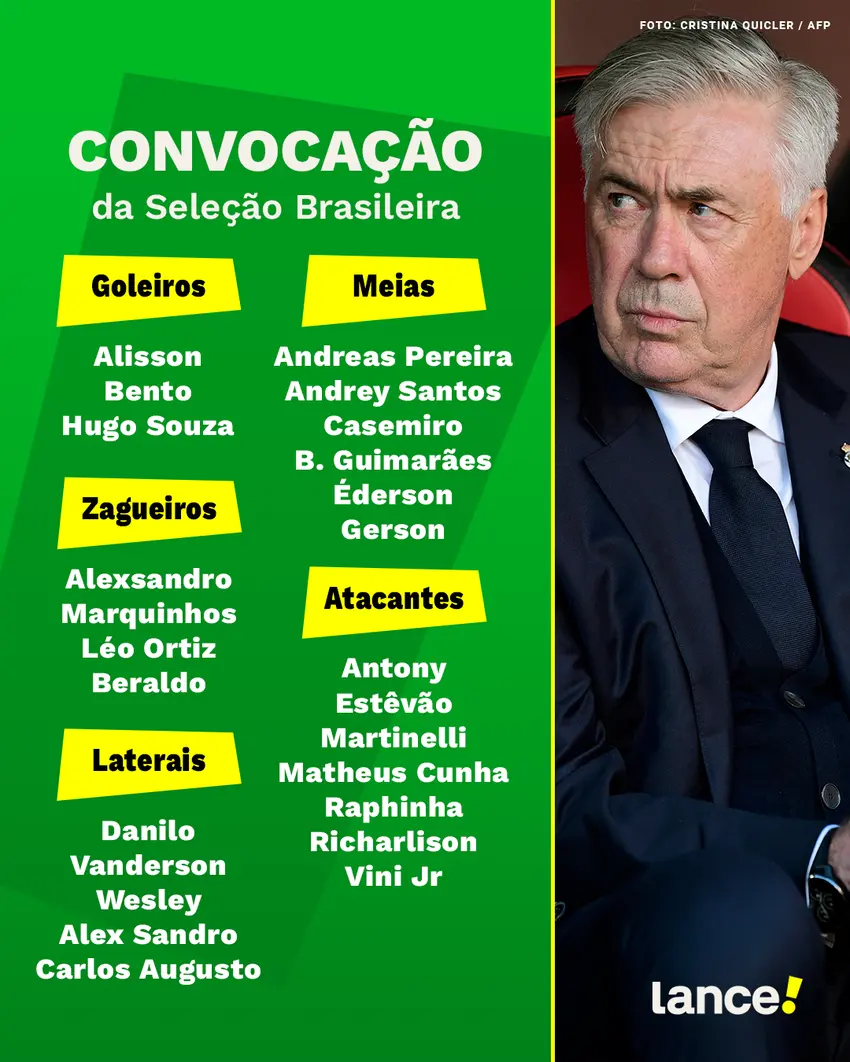 FOTO: CRISTINA QUICLER / AFP
CONVOCAÇÃO
da Seleção Brasileira
Goleiros
Alisson
Bento
Hugo Souza
Zagueiros
Alexsandro
Marquinhos
Léo Ortiz
Beraldo
Laterais
Danilo
Vanderson
Wesley
Alex Sandro
Carlos Augusto
Meias
Andreas Pereira
Andrey Santos
Casemiro
B. Guimarães
Éderson
Gerson
Atacantes
Antony
Estêvão
Martinelli
Matheus Cunha
Raphinha
Richarlison
Vini Jr
lance!